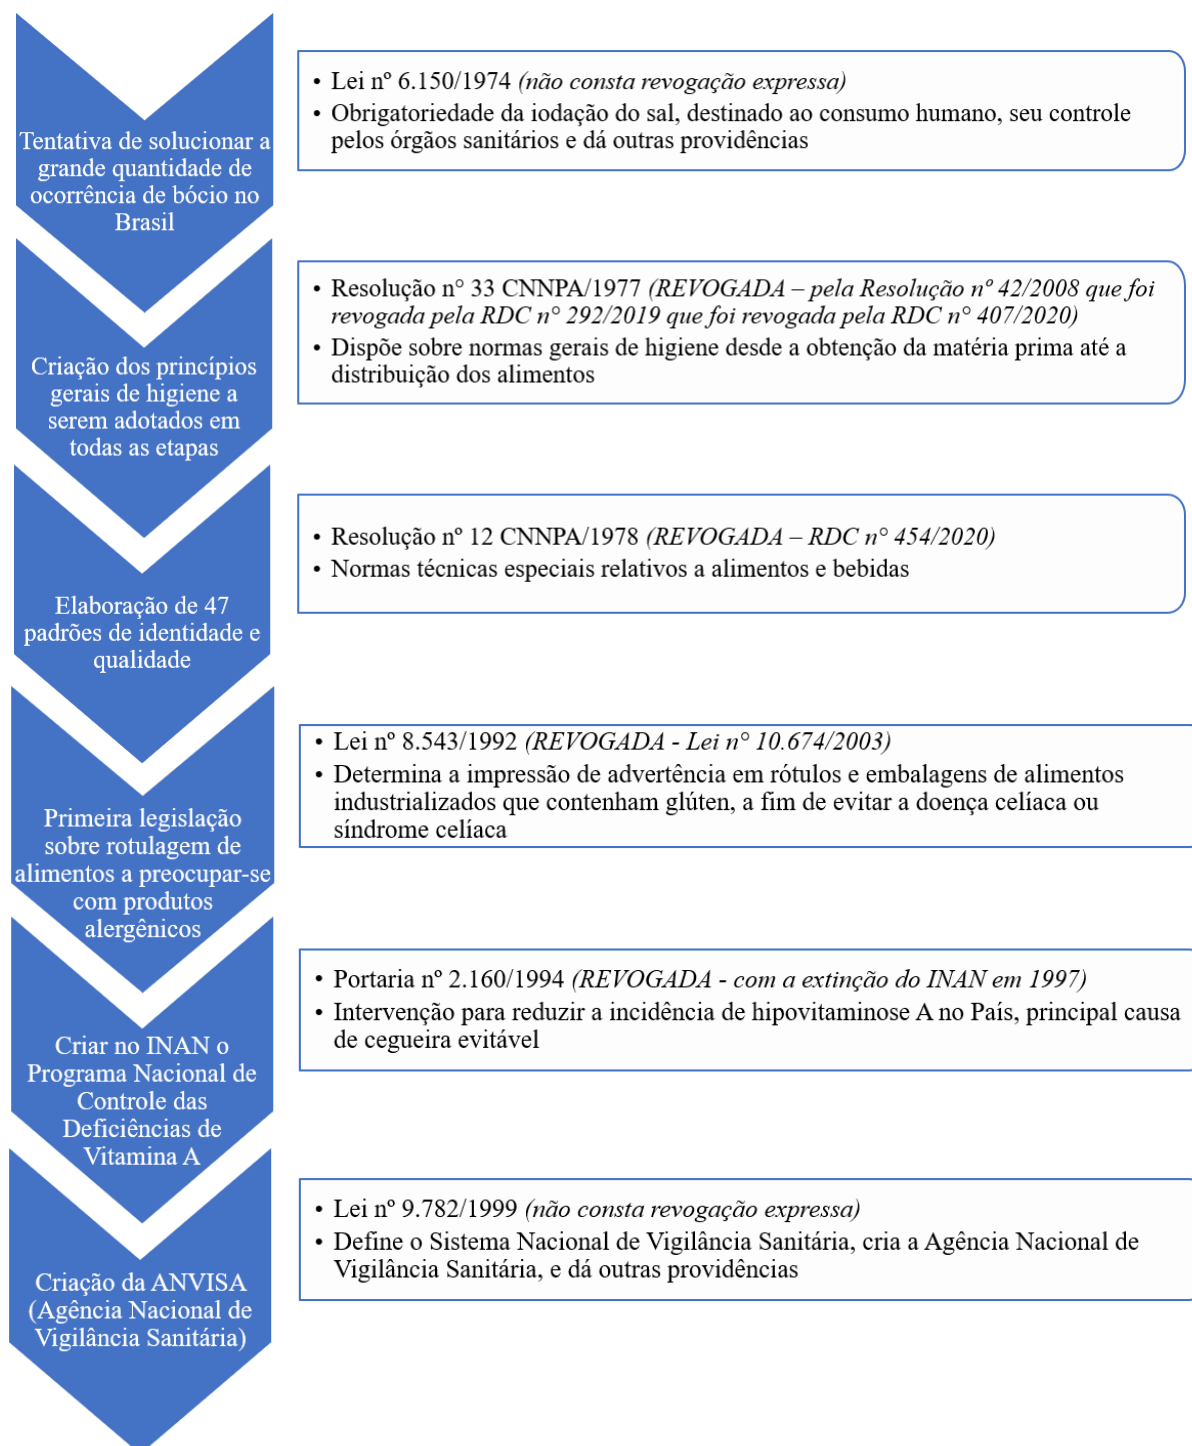 Tentativa de solucionar a
grande quantidade de
ocorrência de bócio no
Brasil
• Lei nº 6.150/1974 (não consta revogação expressa)
• Obrigatoriedade da iodação do sal, destinado ao consumo humano, seu controle
pelos órgãos sanitários e dá outras providências
Criação dos princípios
gerais de higiene a
serem adotados em
todas as etapas
• Resolução n° 33 CNNPA/1977 (REVOGADA – pela Resolução nº 42/2008 que foi
revogada pela RDC n° 292/2019 que foi revogada pela RDC n° 407/2020)
• Dispõe sobre normas gerais de higiene desde a obtenção da matéria prima até a
distribuição dos alimentos
Elaboração de 47
padrões de identidade e
qualidade
• Resolução nº 12 CNNPA/1978 (REVOGADA – RDC n° 454/2020)
• Normas técnicas especiais relativos a alimentos e bebidas
Primeira legislação
sobre rotulagem de
alimentos a preocupar-se
com produtos
alergênicos
• Lei nº 8.543/1992 (REVOGADA - Lei n° 10.674/2003)
• Determina a impressão de advertência em rótulos e embalagens de alimentos
industrializados que contenham glúten, a fim de evitar a doença celíaca ou
síndrome celíaca
Criar no INAN o
Programa Nacional de
Controle das
Deficiências de
Vitamina A
• Portaria nº 2.160/1994 (REVOGADA - com a extinção do INAN em 1997)
• Intervenção para reduzir a incidência de hipovitaminose A no País, principal causa
de cegueira evitável
Criação da ANVISA
(Agência Nacional de
Vigilância Sanitária)
• Lei nº 9.782/1999 (não consta revogação expressa)
• Define o Sistema Nacional de Vigilância Sanitária, cria a Agência Nacional de
Vigilância Sanitária, e dá outras providências